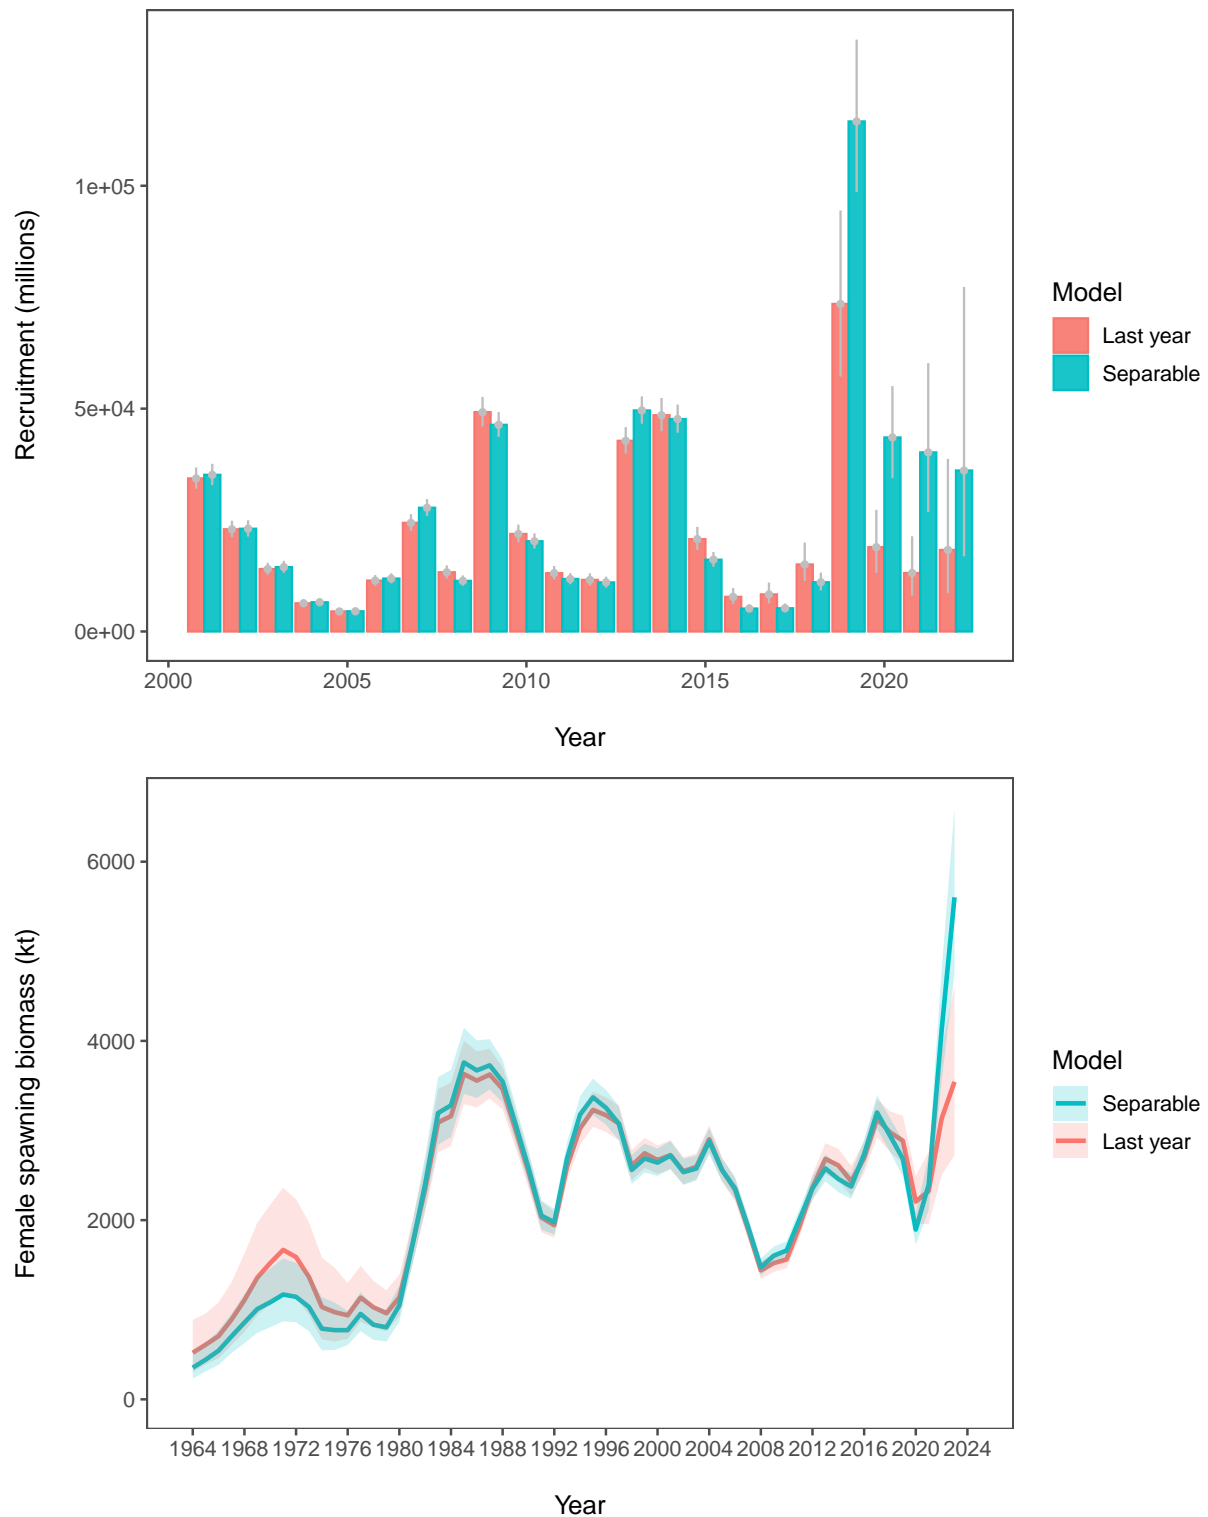 Recruitment (millions)
1e+05
5e+04
0e+00
2000 2005 2010 2015 2020
Year
Model
Last year
Separable
Female spawning biomass (kt)
6000
4000
2000
0
1964 1968 1972 1976 1980 1984 1988 1992 1996 2000 2004 2008 2012 2016 2020 2024
Year
Model
Separable
Last year